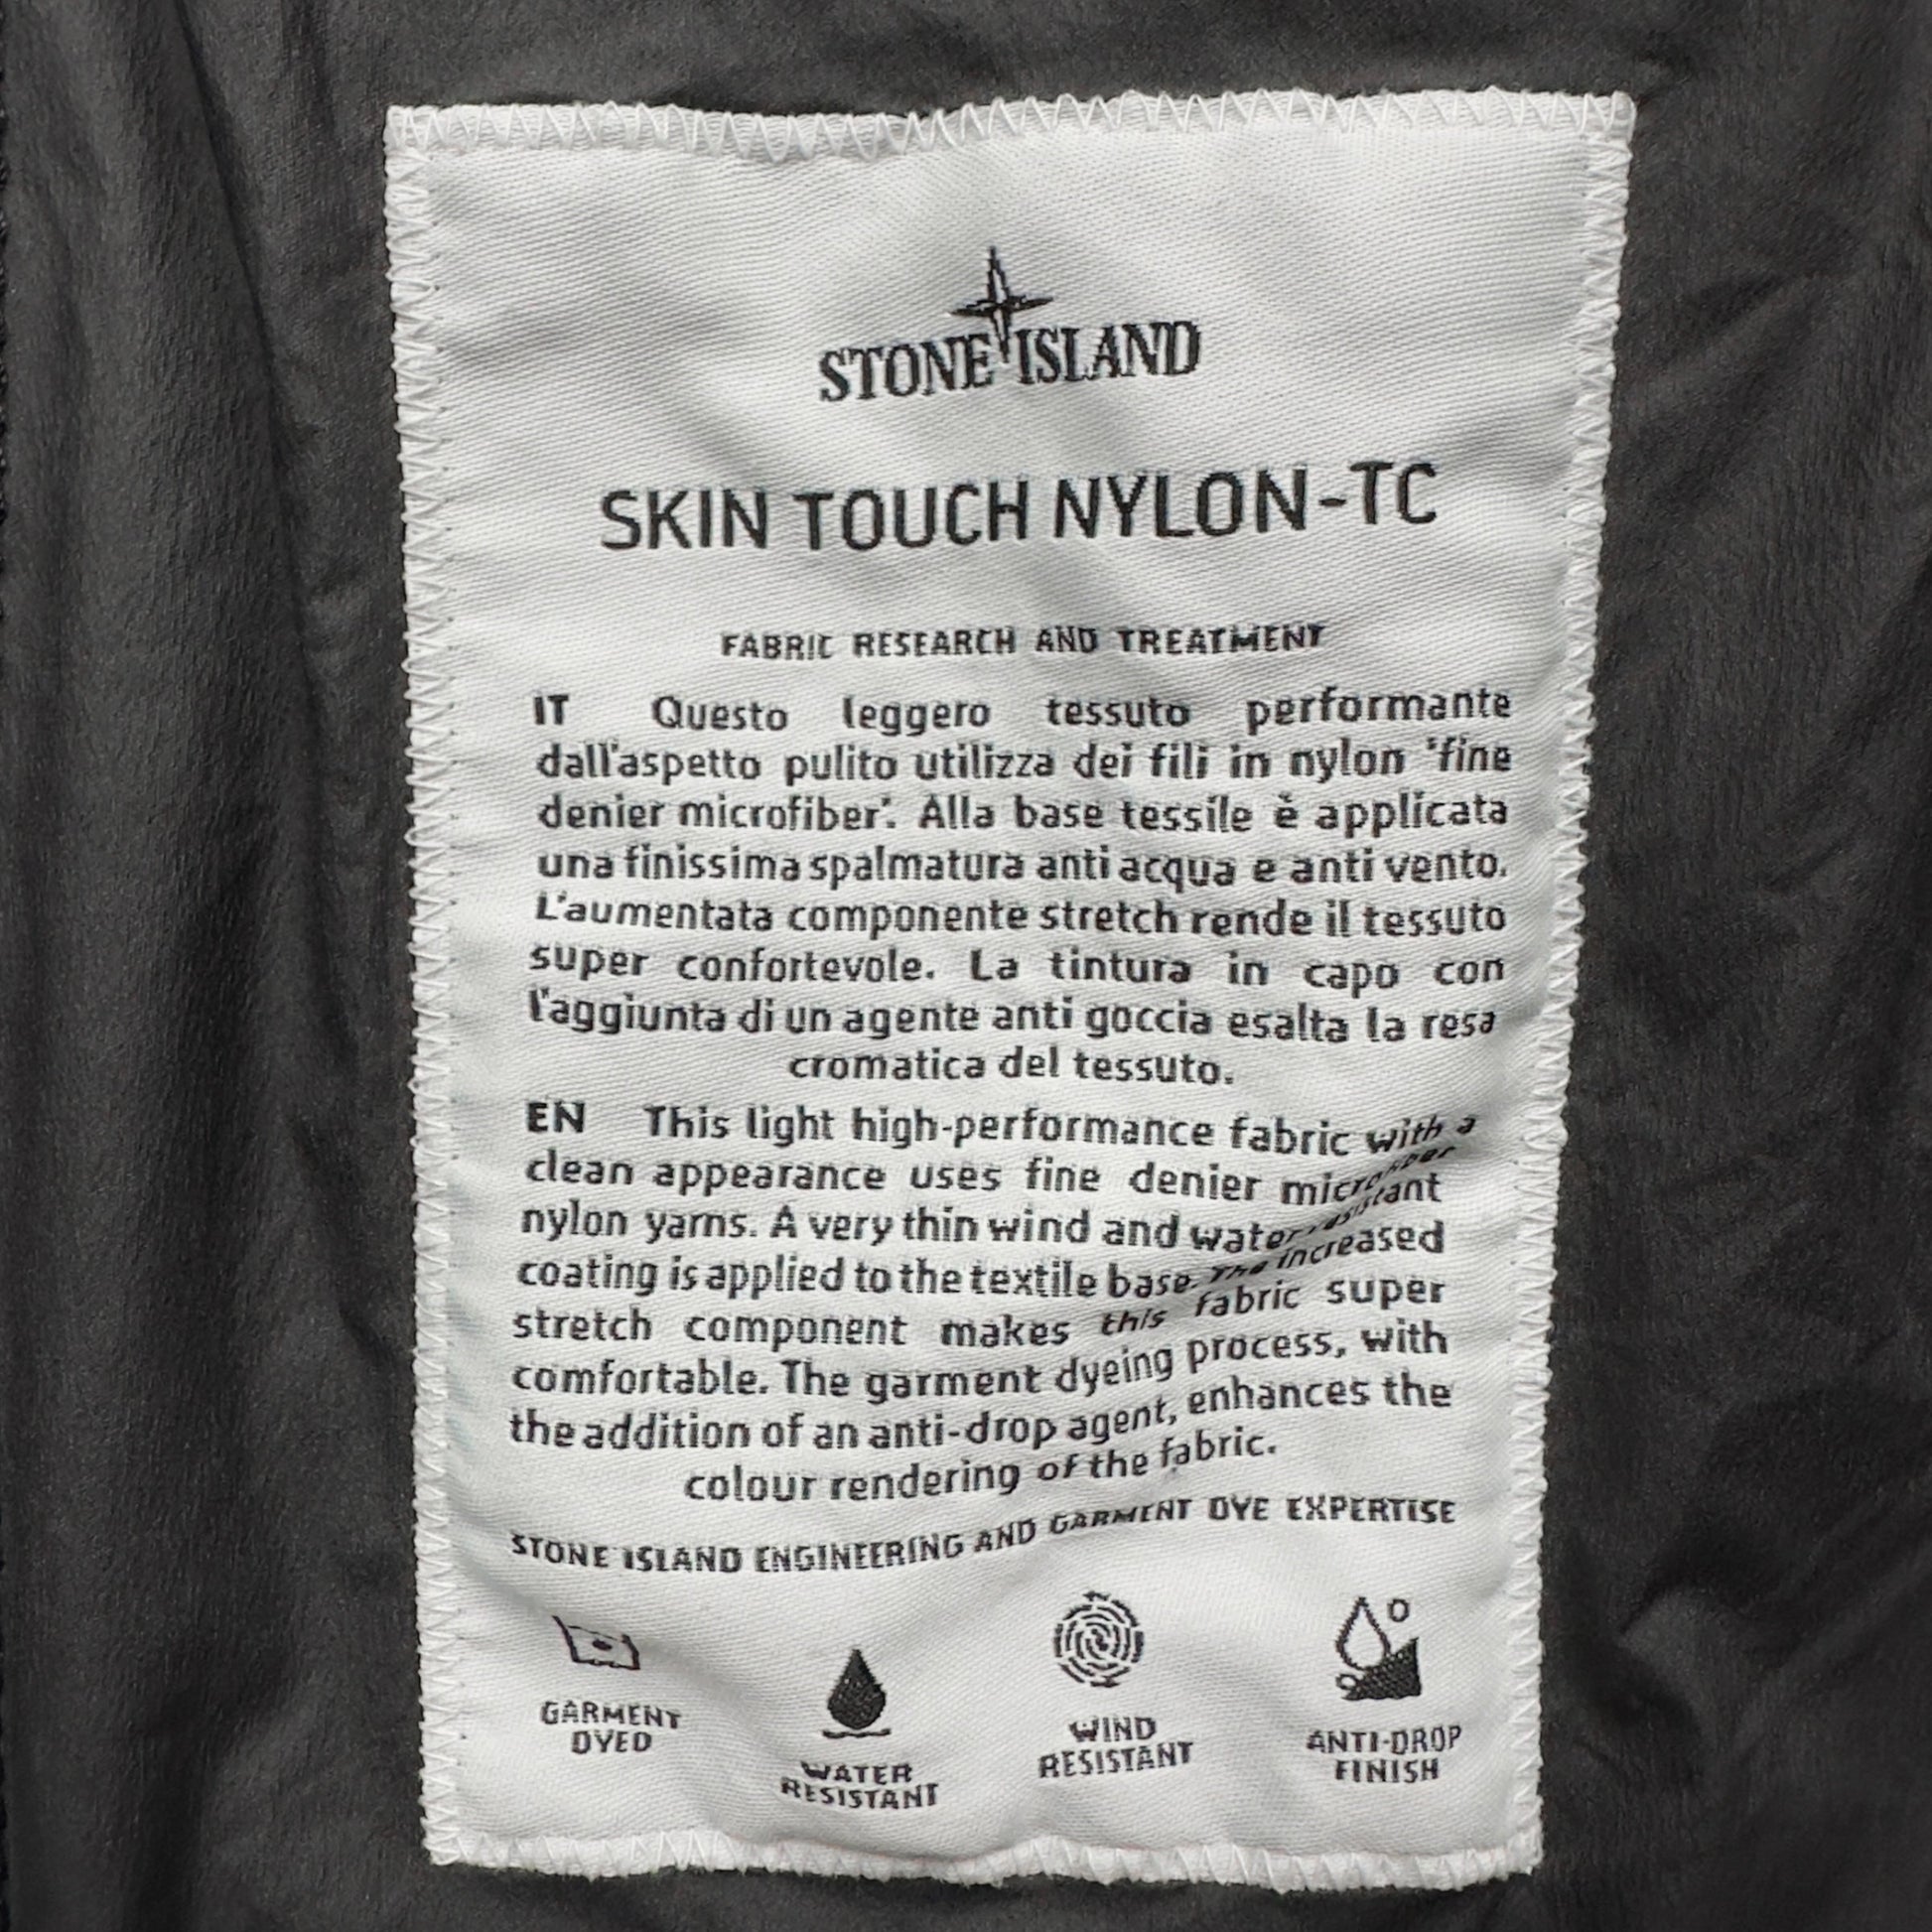 STONE ISLAND
SKIN TOUCH NYLON-TC
FABRIC RESEARCH AND TREATMENT
IT Questo leggero tessuto performante
dall'aspetto pulito utilizza dei fili in nylon 'fine
denier microfiber'. Alla base tessile è applicata
una finissima spalmatura anti acqua e anti vento.
L'aumentata componente stretch rende il tessuto
super confortevole. La tintura in capo con
l'aggiunta di un agente anti goccia esalta la resa
cromatica del tessuto.
EN This light high-performance fabric with a
clean appearance uses fine denier microfiber
nylon yarns. A very thin wind and water resistant
coating is applied to the textile base. The increased
stretch component makes this fabric super
comfortable. The garment dyeing process, with
the addition of an anti-drop agent, enhances the
colour rendering of the fabric.
STONE ISLAND ENGINEERING AND GARMENT DYE EXPERTISE
GARMENT
DYED
WATER
RESISTANT
WIND
RESISTANT
ANTI-DROP
FINISH